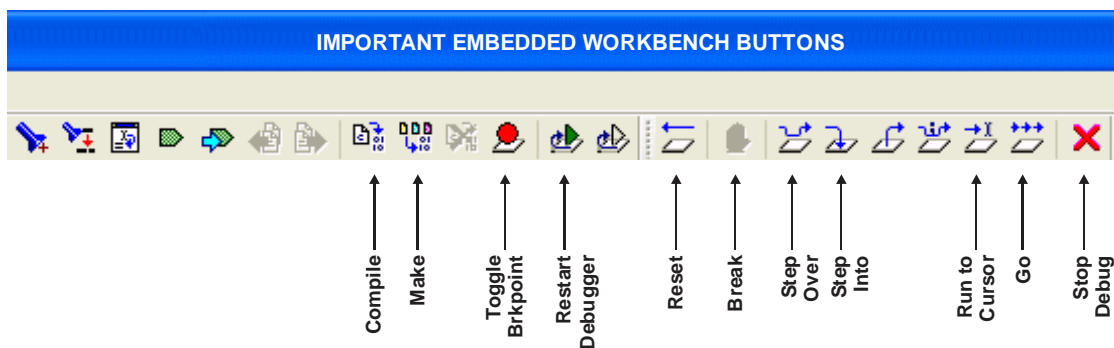 IMPORTANT EMBEDDED WORKBENCH BUTTONS
Compile
Make
Toggle
Brkpoint
Restart
Debugger
Reset
Break
Step
Over
Step
Into
Run to
Cursor
Go
Stop
Debug